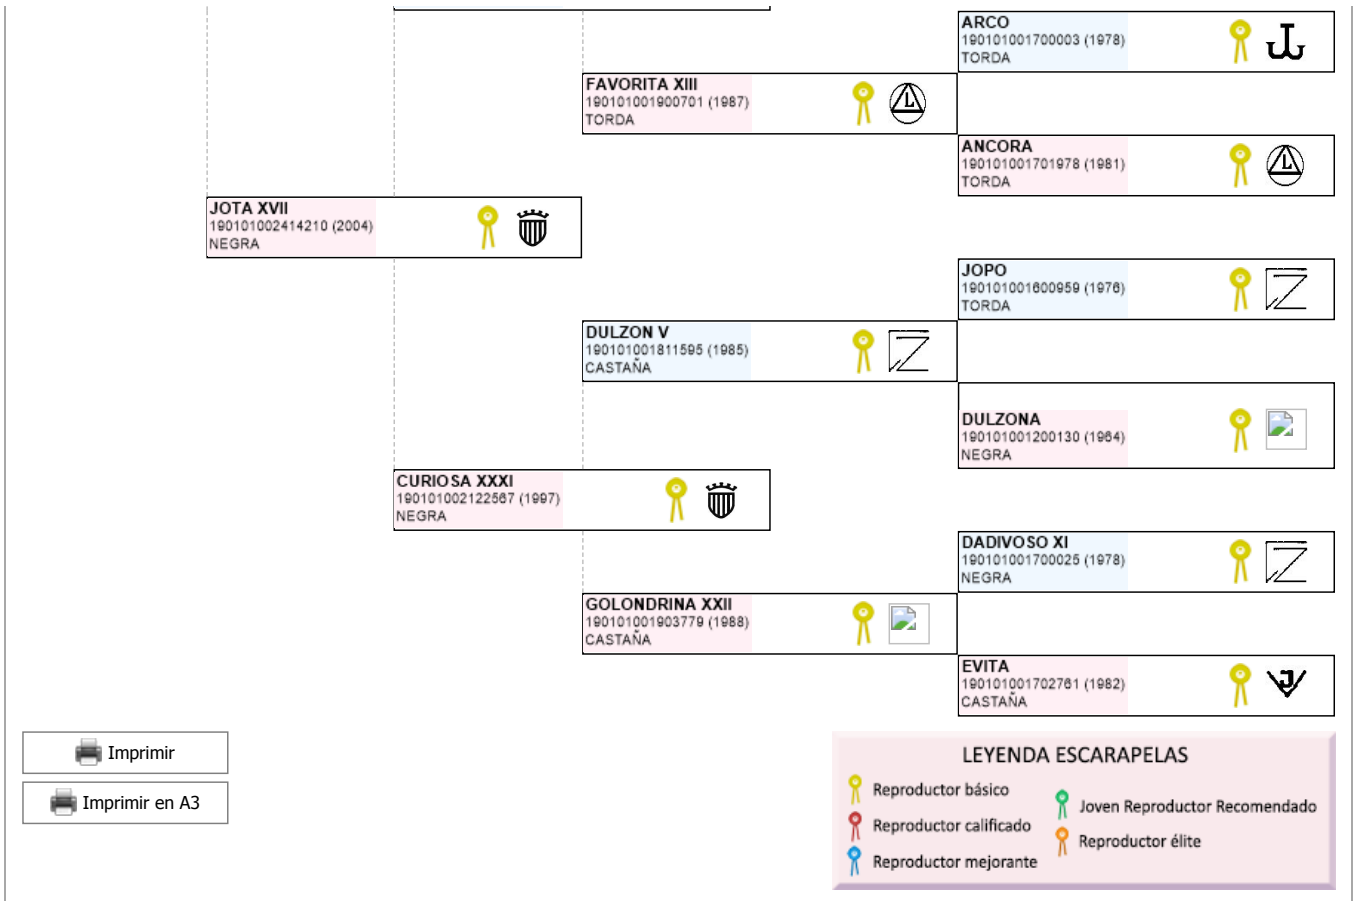 ARCO
190101001700003 (1978)
TORDA
FAVORITA XIII
190101001900701 (1987)
TORDA
ANCORA
190101001701978 (1981)
TORDA
JOTA XVII
190101002414210 (2004)
NEGRA
JOPO
190101001600959 (1976)
TORDA
DULZON V
190101001811595 (1985)
CASTAÑA
DULZONA
190101001200130 (1964)
NEGRA
CURIOSA XXXI
190101002122567 (1997)
NEGRA
DADIVOSO XI
190101001700025 (1978)
NEGRA
GOLONDRINA XXII
190101001903779 (1988)
CASTAÑA
EVITA
190101001702761 (1982)
CASTAÑA
Imprimir
Imprimir en A3
LEYENDA ESCARAPELAS
Reproductor básico
Reproductor calificado
Reproductor mejorante
Joven Reproductor Recomendado
Reproductor élite